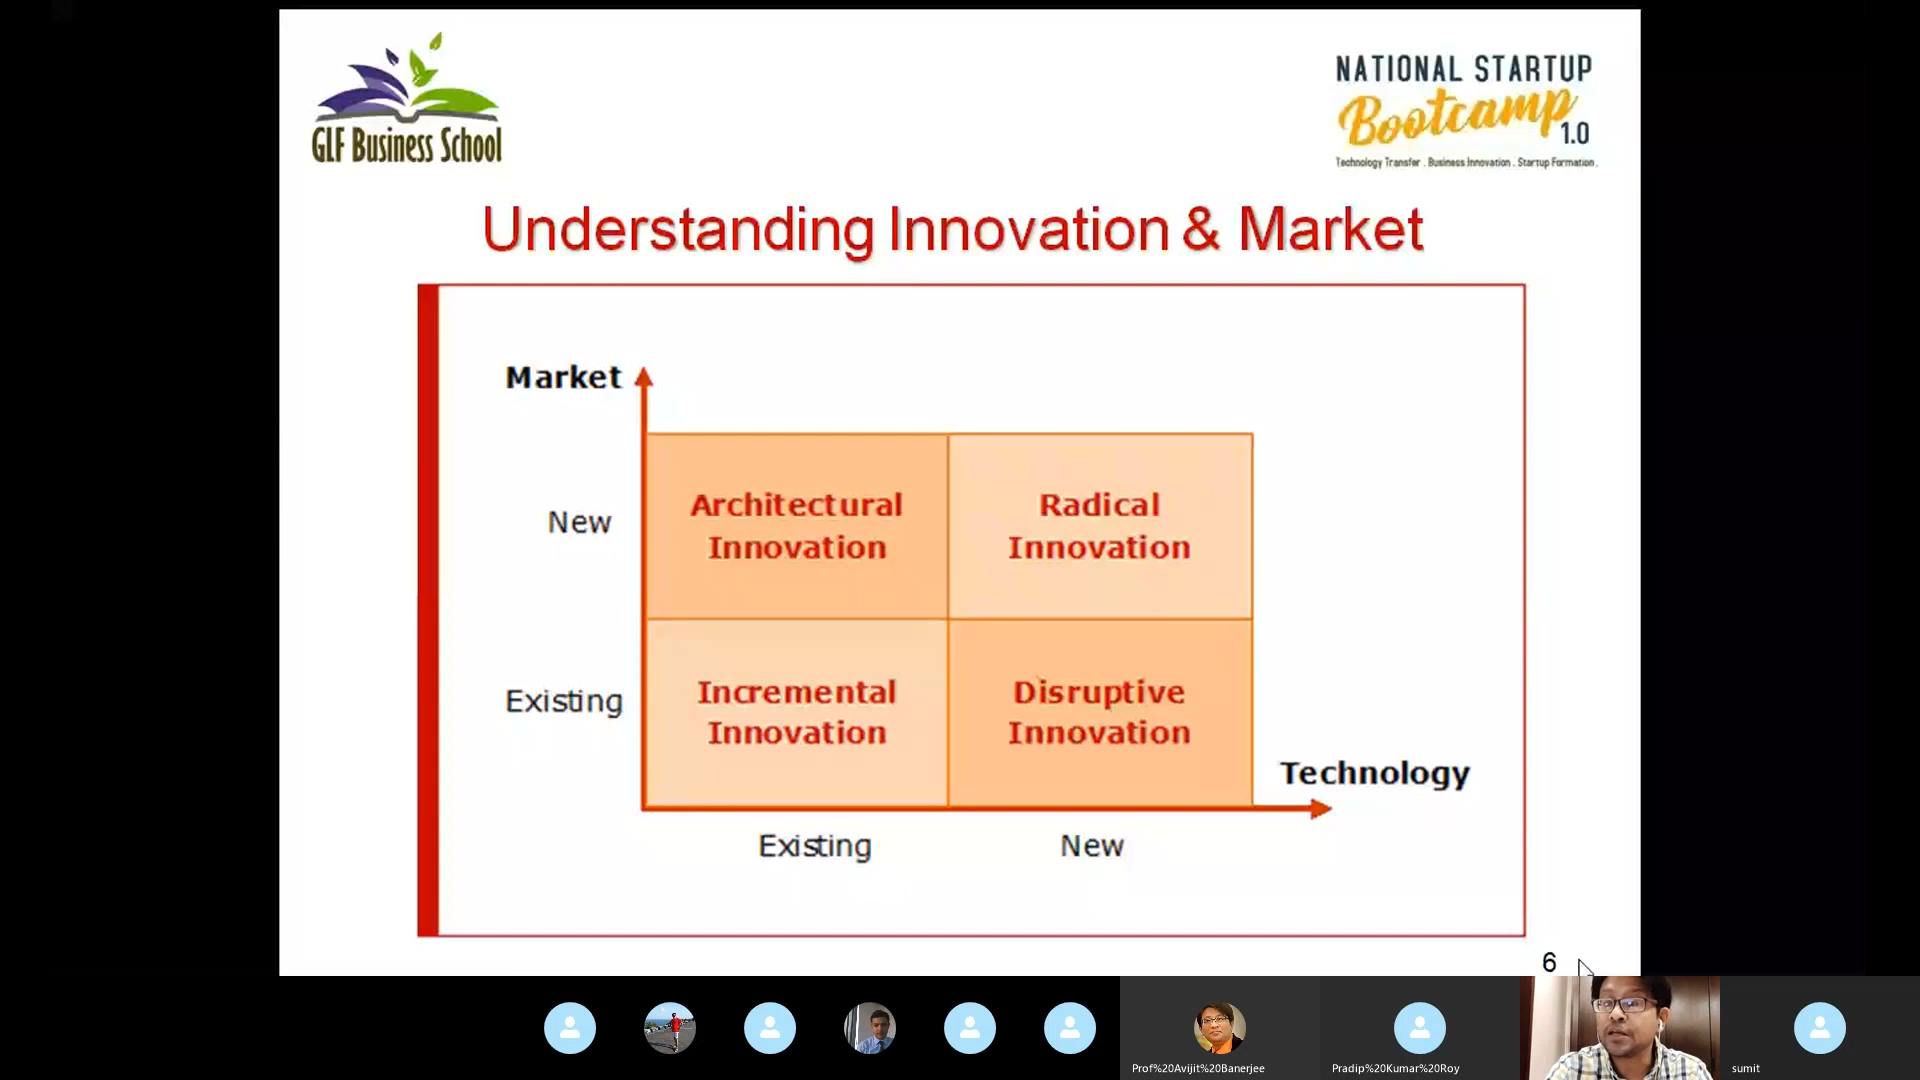 GLF Business School
NATIONAL STARTUP
Bootcamp
1.0
Technology Transfer . Business Innovation . Startup Formation .
Understanding Innovation & Market
Market
New
Architectural
Innovation
Radical
Innovation
Existing
Incremental
Innovation
Disruptive
Innovation
Technology
Existing
New
6
Prof%20Avijit%20Banerjee
Pradip%20Kumar%20Roy
sumit